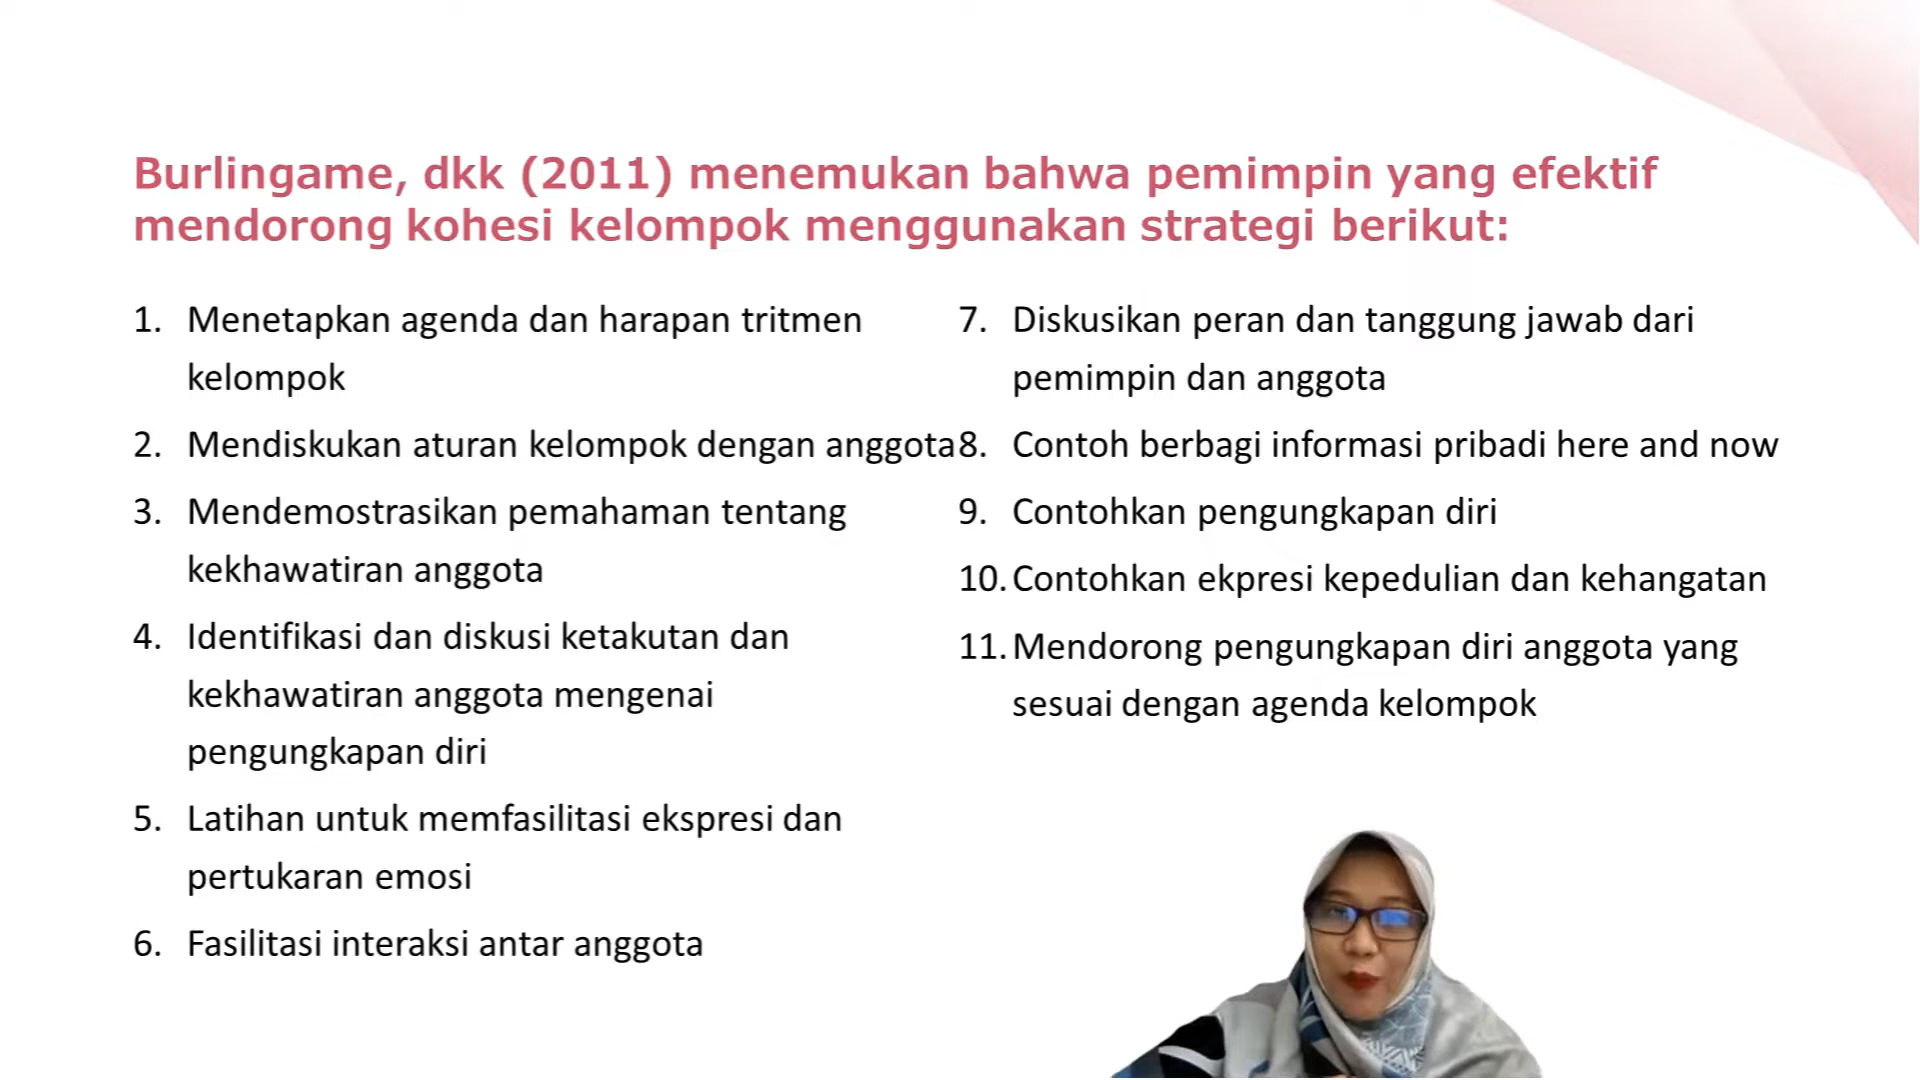 Burlingame, dkk (2011) menemukan bahwa pemimpin yang efektif
mendorong kohesi kelompok menggunakan strategi berikut:
1. Menetapkan agenda dan harapan tritmen
kelompok
2. Mendiskukan aturan kelompok dengan anggota
3. Mendemostrasikan pemahaman tentang
kekhawatiran anggota
4. Identifikasi dan diskusi ketakutan dan
kekhawatiran anggota mengenai
pengungkapan diri
5. Latihan untuk memfasilitasi ekspresi dan
pertukaran emosi
6. Fasilitasi interaksi antar anggota
7. Diskusikan peran dan tanggung jawab dari
pemimpin dan anggota
8. Contoh berbagi informasi pribadi here and now
9. Contohkan pengungkapan diri
10. Contohkan ekpresi kepedulian dan kehangatan
11. Mendorong pengungkapan diri anggota yang
sesuai dengan agenda kelompok